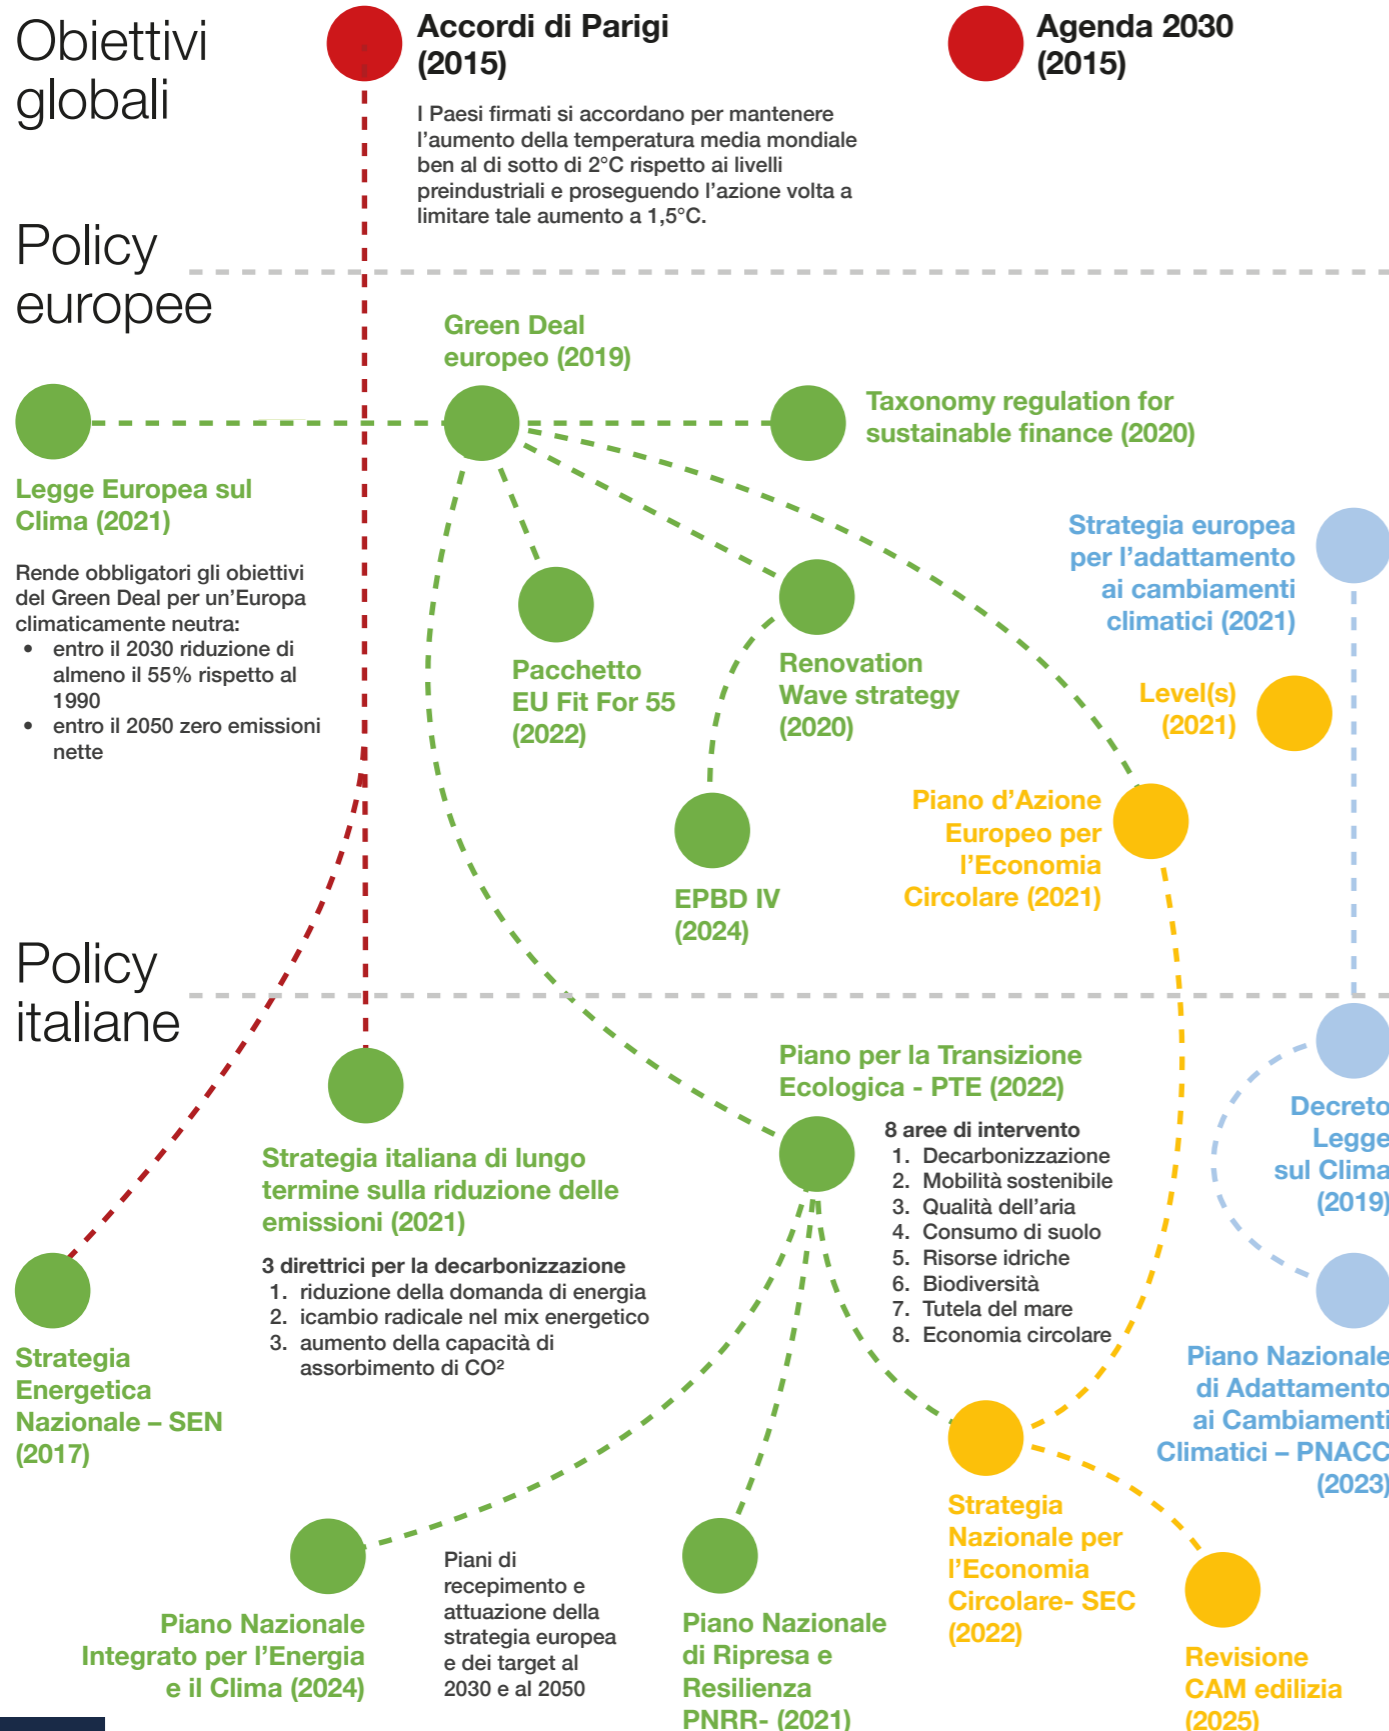 Obiettivi
globali
Accordi di Parigi
(2015)
I Paesi firmati si accordano per mantenere
l'aumento della temperatura media mondiale
ben al di sotto di 2°C rispetto ai livelli
preindustriali e proseguendo l'azione volta a
limitare tale aumento a 1,5°C.
Agenda 2030
(2015)
Policy
europee
Green Deal
europeo (2019)
Taxonomy regulation for
sustainable finance (2020)
Legge Europea sul
Clima (2021)
Rende obbligatori gli obiettivi
del Green Deal per un'Europa
climaticamente neutra:
• entro il 2030 riduzione di
almeno il 55% rispetto al
1990
• entro il 2050 zero emissioni
nette
Strategia europea
per l'adattamento
ai cambiamenti
climatici (2021)
Pacchetto
EU Fit For 55
(2022)
Renovation
Wave strategy
(2020)
Level(s)
(2021)
Piano d'Azione
Europeo per
l'Economia
Circolare (2021)
EPBD IV
(2024)
Policy
italiane
Piano per la Transizione
Ecologica - PTE (2022)
8 aree di intervento
1. Decarbonizzazione
2. Mobilità sostenibile
3. Qualità dell'aria
4. Consumo di suolo
5. Risorse idriche
6. Biodiversità
7. Tutela del mare
8. Economia circolare
Decreto
Legge
sul Clima
(2019)
Strategia italiana di lungo
termine sulla riduzione delle
emissioni (2021)
3 direttrici per la decarbonizzazione
1. riduzione della domanda di energia
2. icambio radicale nel mix energetico
3. aumento della capacità di
assorbimento di CO²
Strategia
Energetica
Nazionale – SEN
(2017)
Piano Nazionale
di Adattamento
ai Cambiamenti
Climatici – PNACC
(2023)
Strategia
Nazionale per
l'Economia
Circolare- SEC
(2022)
Piano Nazionale
Integrato per l'Energia
e il Clima (2024)
Piani di
recepimento e
attuazione della
strategia europea
e dei target al
2030 e al 2050
Piano Nazionale
di Ripresa e
Resilienza
PNRR- (2021)
Revisione
CAM edilizia
(2025)